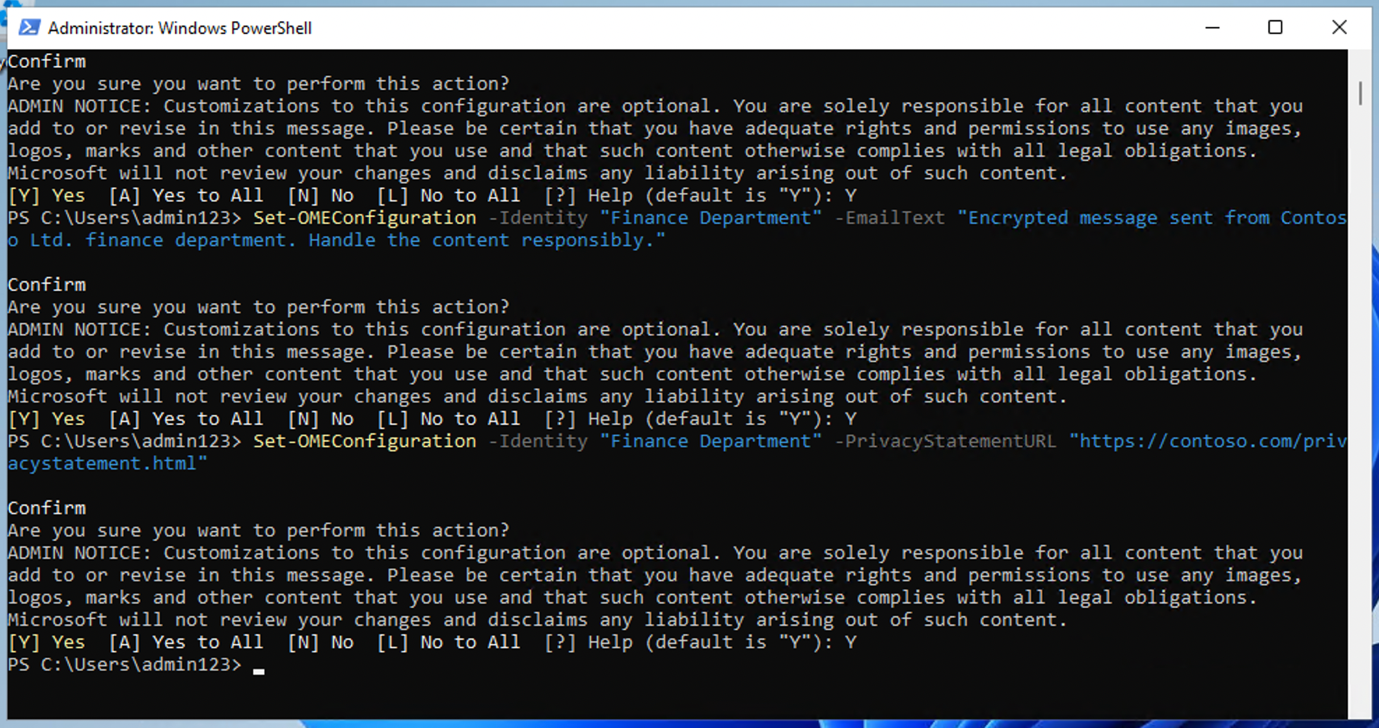 Administrator: Windows PowerShell
Confirm
Are you sure you want to perform this action?
ADMIN NOTICE: Customizations to this configuration are optional. You are solely responsible for all content that you
add to or revise in this message. Please be certain that you have adequate rights and permissions to use any images,
logos, marks and other content that you use and that such content otherwise complies with all legal obligations.
Microsoft will not review your changes and disclaims any liability arising out of such content.
[Y] Yes  [A] Yes to All  [N] No  [L] No to All  [?] Help (default is "Y"): Y
PS C:\Users\admin123> Set-OMEConfiguration -Identity "Finance Department" -EmailText "Encrypted message sent from Contos
o Ltd. finance department. Handle the content responsibly."
Confirm
Are you sure you want to perform this action?
ADMIN NOTICE: Customizations to this configuration are optional. You are solely responsible for all content that you
add to or revise in this message. Please be certain that you have adequate rights and permissions to use any images,
logos, marks and other content that you use and that such content otherwise complies with all legal obligations.
Microsoft will not review your changes and disclaims any liability arising out of such content.
[Y] Yes  [A] Yes to All  [N] No  [L] No to All  [?] Help (default is "Y"): Y
PS C:\Users\admin123> Set-OMEConfiguration -Identity "Finance Department" -PrivacyStatementURL "https://contoso.com/priv
acystatement.html"
Confirm
Are you sure you want to perform this action?
ADMIN NOTICE: Customizations to this configuration are optional. You are solely responsible for all content that you
add to or revise in this message. Please be certain that you have adequate rights and permissions to use any images,
logos, marks and other content that you use and that such content otherwise complies with all legal obligations.
Microsoft will not review your changes and disclaims any liability arising out of such content.
[Y] Yes  [A] Yes to All  [N] No  [L] No to All  [?] Help (default is "Y"): Y
PS C:\Users\admin123>